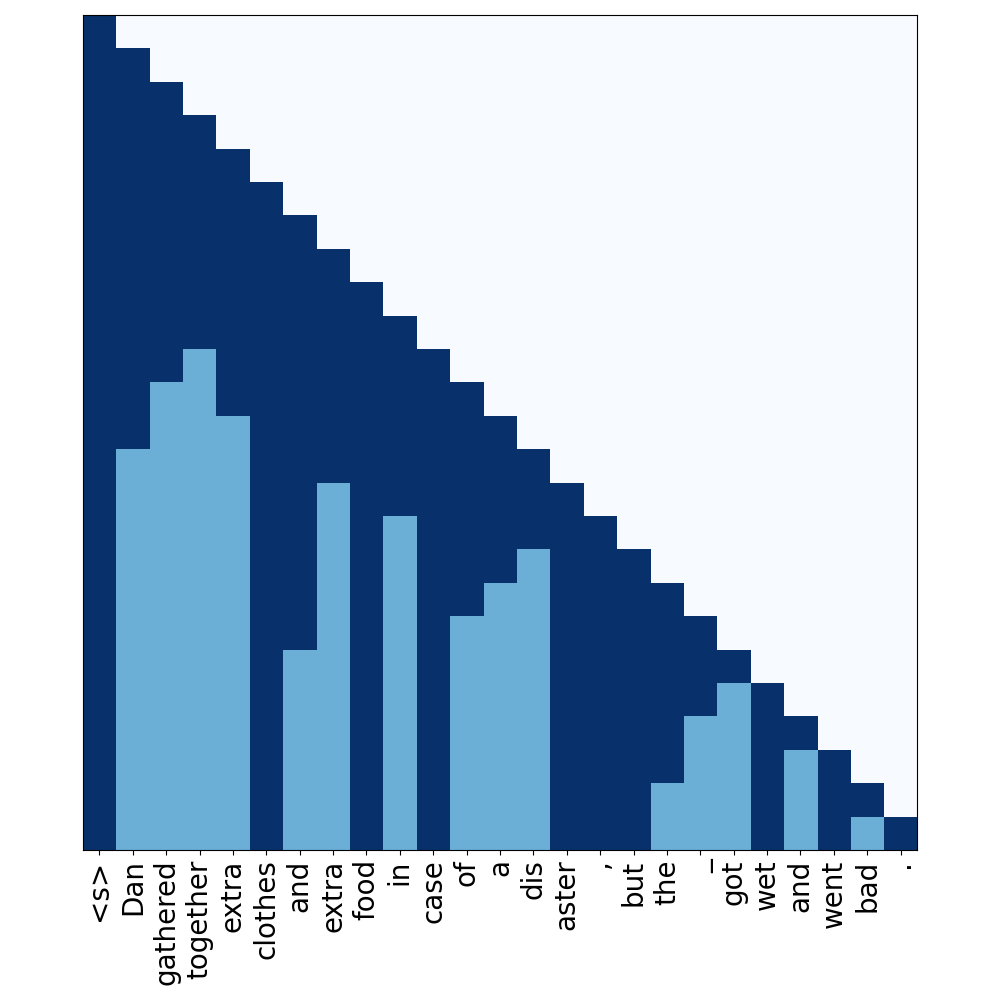 <s> Dan gathered together extra clothes and extra food in case of a dis aster , but the _ got wet and went bad .